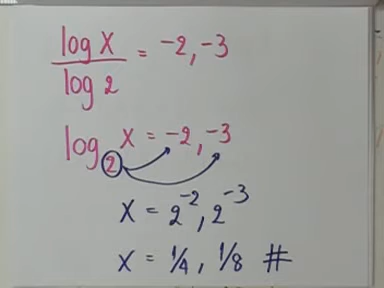 log X / log 2 = -2, -3
log₂ X = -2, -3
X = 2⁻², 2⁻³
X = 1/4, 1/8 #